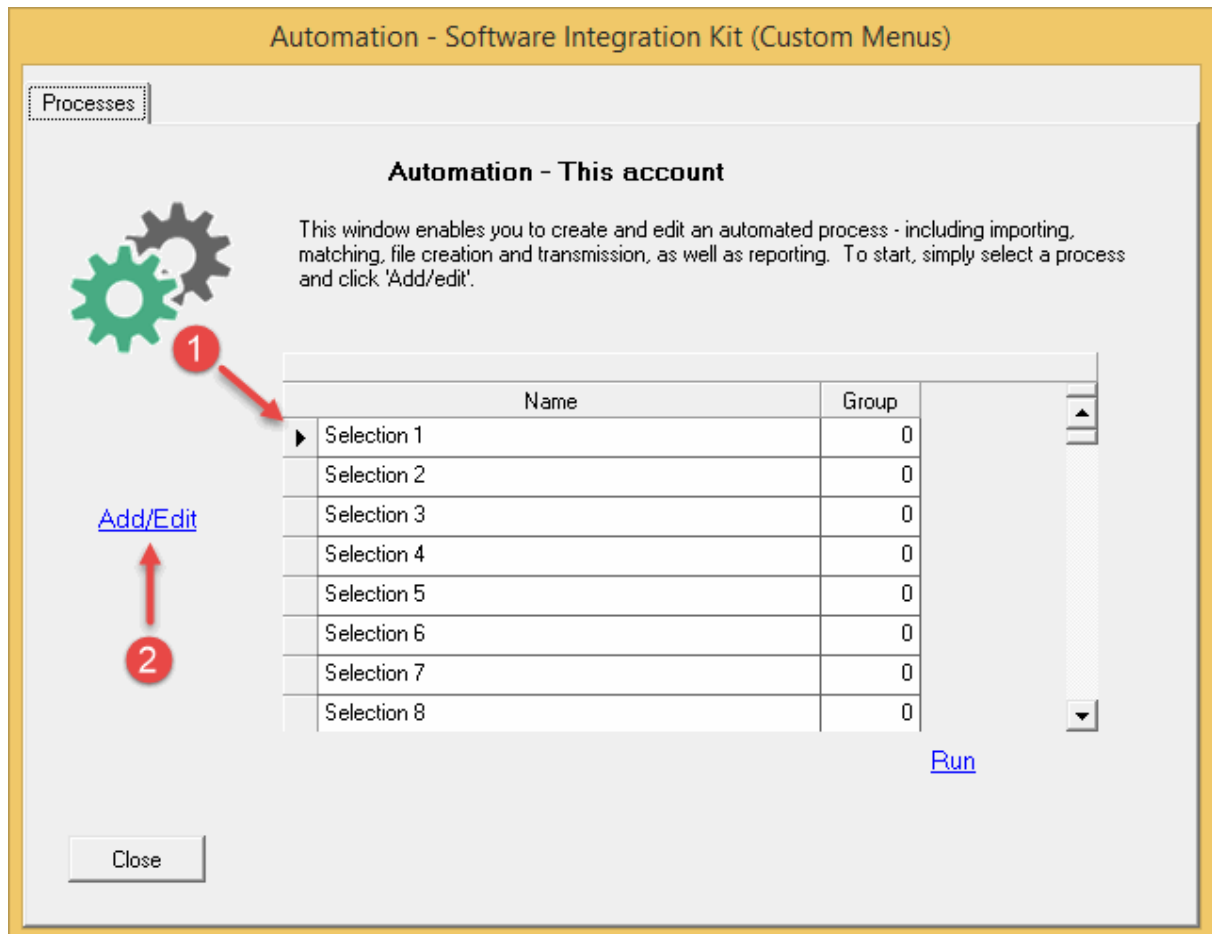 Automation - Software Integration Kit (Custom Menus)
Processes
Automation - This account
This window enables you to create and edit an automated process - including importing,
matching, file creation and transmission, as well as reporting. To start, simply select a process
and click 'Add/edit'.
1
Name Group
Selection 1 0
Selection 2 0
Add/Edit
Selection 3 0
Selection 4 0
Selection 5 0
Selection 6 0
2
Selection 7 0
Selection 8 0
Run
Close